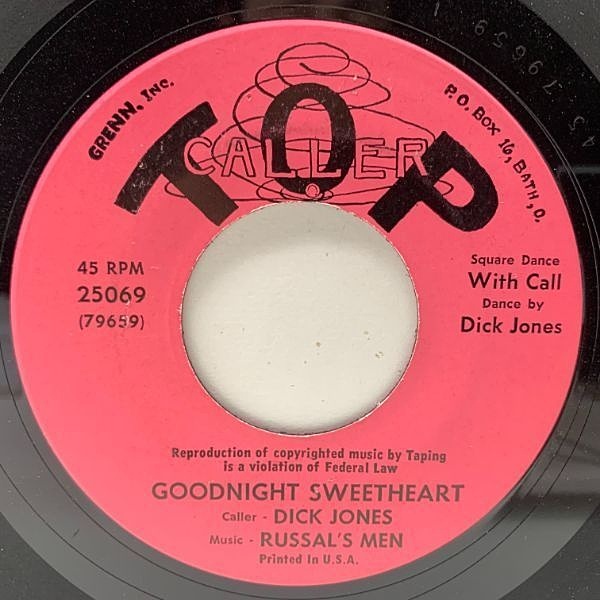 GRENN, INC.
TOP
CALLER
P.O. BOX 16, BATH, O.
45 79659
45 RPM
25069
(79659)
Square Dance
With Call
Dance by
Dick Jones
Reproduction of copyrighted music by Taping
is a violation of Federal Law
GOODNIGHT SWEETHEART
Caller - DICK JONES
Music - RUSSAL'S MEN
Printed In U.S.A.